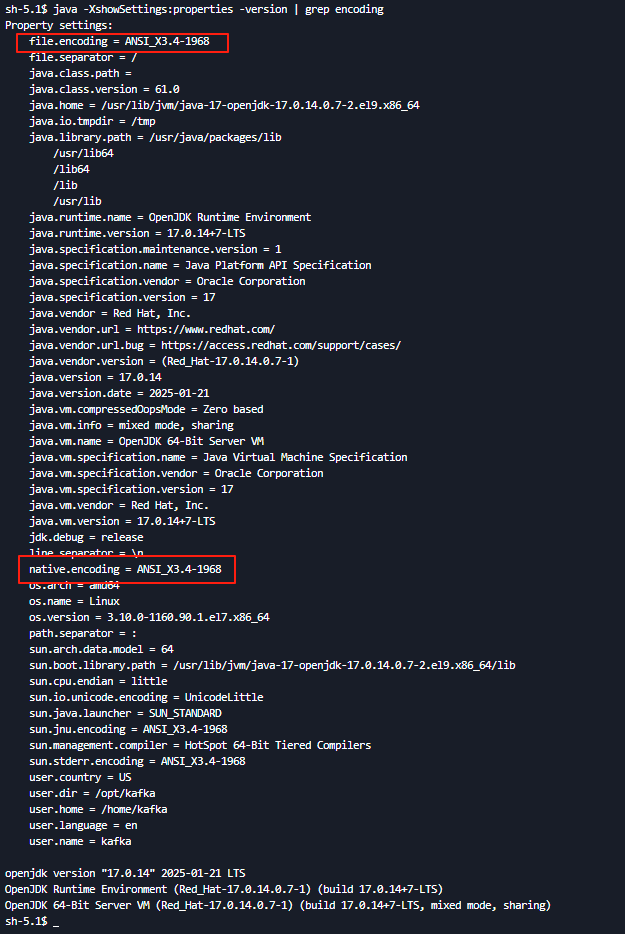 sh-5.1$ java -XshowSettings:properties -version | grep encoding
Property settings:
file.encoding = ANSI_X3.4-1968
file.separator = /
java.class.path =
java.class.version = 61.0
java.home = /usr/lib/jvm/java-17-openjdk-17.0.14.0.7-2.el9.x86_64
java.io.tmpdir = /tmp
java.library.path = /usr/java/packages/lib
/usr/lib64
/lib64
/lib
/usr/lib
java.runtime.name = OpenJDK Runtime Environment
java.runtime.version = 17.0.14+7-LTS
java.specification.maintenance.version = 1
java.specification.name = Java Platform API Specification
java.specification.vendor = Oracle Corporation
java.specification.version = 17
java.vendor = Red Hat, Inc.
java.vendor.url = https://www.redhat.com/
java.vendor.url.bug = https://access.redhat.com/support/cases/
java.vendor.version = (Red_Hat-17.0.14.0.7-1)
java.version = 17.0.14
java.version.date = 2025-01-21
java.vm.compressedOopsMode = Zero based
java.vm.info = mixed mode, sharing
java.vm.name = OpenJDK 64-Bit Server VM
java.vm.specification.name = Java Virtual Machine Specification
java.vm.specification.vendor = Oracle Corporation
java.vm.specification.version = 17
java.vm.vendor = Red Hat, Inc.
java.vm.version = 17.0.14+7-LTS
jdk.debug = release
line.separator = \n
native.encoding = ANSI_X3.4-1968
os.arch = amd64
os.name = Linux
os.version = 3.10.0-1160.90.1.el7.x86_64
path.separator = :
sun.arch.data.model = 64
sun.boot.library.path = /usr/lib/jvm/java-17-openjdk-17.0.14.0.7-2.el9.x86_64/lib
sun.cpu.endian = little
sun.io.unicode.encoding = UnicodeLittle
sun.java.launcher = SUN_STANDARD
sun.jnu.encoding = ANSI_X3.4-1968
sun.management.compiler = HotSpot 64-Bit Tiered Compilers
sun.stderr.encoding = ANSI_X3.4-1968
user.country = US
user.dir = /opt/kafka
user.home = /home/kafka
user.language = en
user.name = kafka
openjdk version "17.0.14" 2025-01-21 LTS
OpenJDK Runtime Environment (Red_Hat-17.0.14.0.7-1) (build 17.0.14+7-LTS)
OpenJDK 64-Bit Server VM (Red_Hat-17.0.14.0.7-1) (build 17.0.14+7-LTS, mixed mode, sharing)
sh-5.1$ _